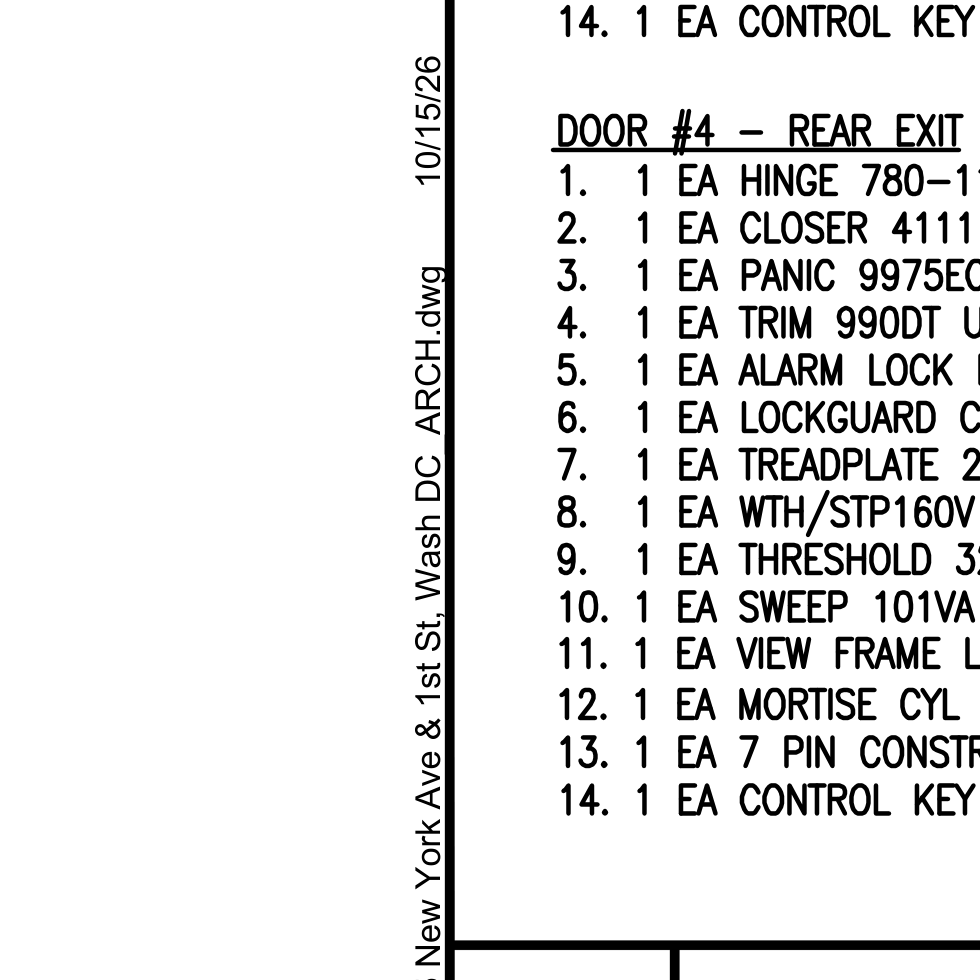 14. 1 EA CONTROL KEY
DOOR #4 - REAR EXIT
1. 1 EA HINGE 780-11
2. 1 EA CLOSER 4111
3. 1 EA PANIC 9975EO
4. 1 EA TRIM 990DT
5. 1 EA ALARM LOCK
6. 1 EA LOCKGUARD
7. 1 EA TREADPLATE 2
8. 1 EA WTH/STP160V
9. 1 EA THRESHOLD
10. 1 EA SWEEP 101VA
11. 1 EA VIEW FRAME
12. 1 EA MORTISE CYL
13. 1 EA 7 PIN CONSTR
14. 1 EA CONTROL KEY
New York Ave & 1st St, Wash DC ARCH.dwg 10/15/26